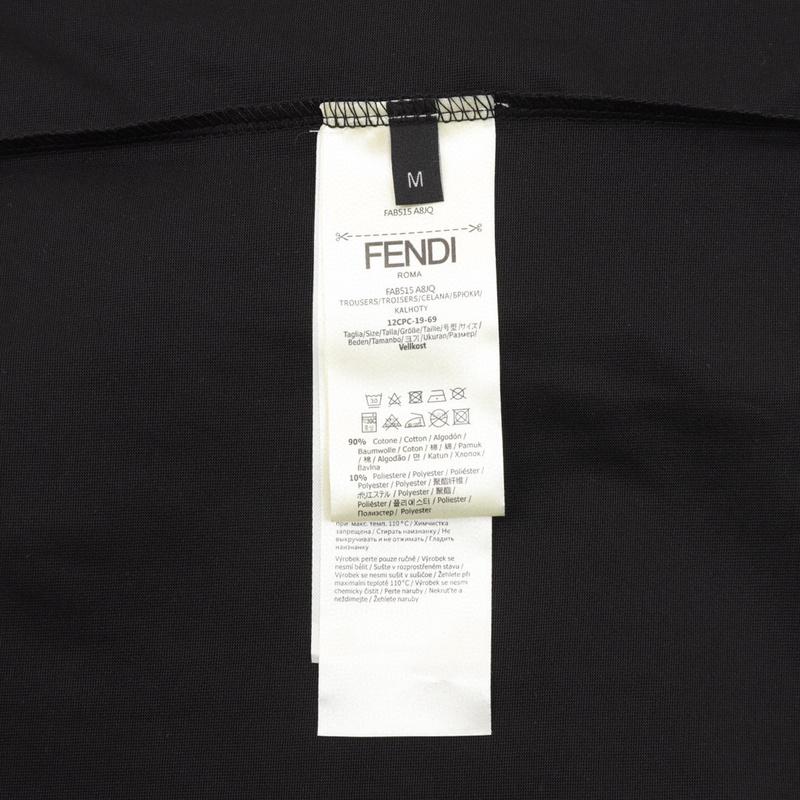 M
FAB515 A8JQ
FENDI
ROMA
FAB515 A8JQ
TROUSERS/TROISERS/CELANA/БРЮКИ/
KALHOTY
12CPC-19-69
Taglia/Size/Talla/Größe/Taille/号型/サイズ/
Beden/Tamanho/크기/Ukuran/Размер/
Velikost
30
90% Cotone / Cotton / Algodón /
Baumwolle / Coton / 棉 / 綿 / Pamuk
/ 棉 / Algodão / 면 / Katun / Хлопок /
Bavlna
10% Poliestere / Polyester / Poliéster /
Polyester / Polyester / 聚酯纤维 /
ポリエステル / Polyester / 聚酯 /
Poliéster / 폴리에스터 / Poliester /
Полиэстер / Polyester
при макс. темп. 110°C / Химчистка
запрещена / Стирать наизнанку / Не
выкручивать и не отжимать / Гладить
наизнанку
Výrobek perte pouze ručně / Výrobek se
nesmí bělit / Sušte v rozprostřeném stavu /
Výrobek se nesmí sušit v sušičce / Žehlete při
maximální teplotě 110°C / Výrobek se nesmí
chemicky čistit / Perte naruby / Nekruťte a
neždímejte / Žehlete naruby